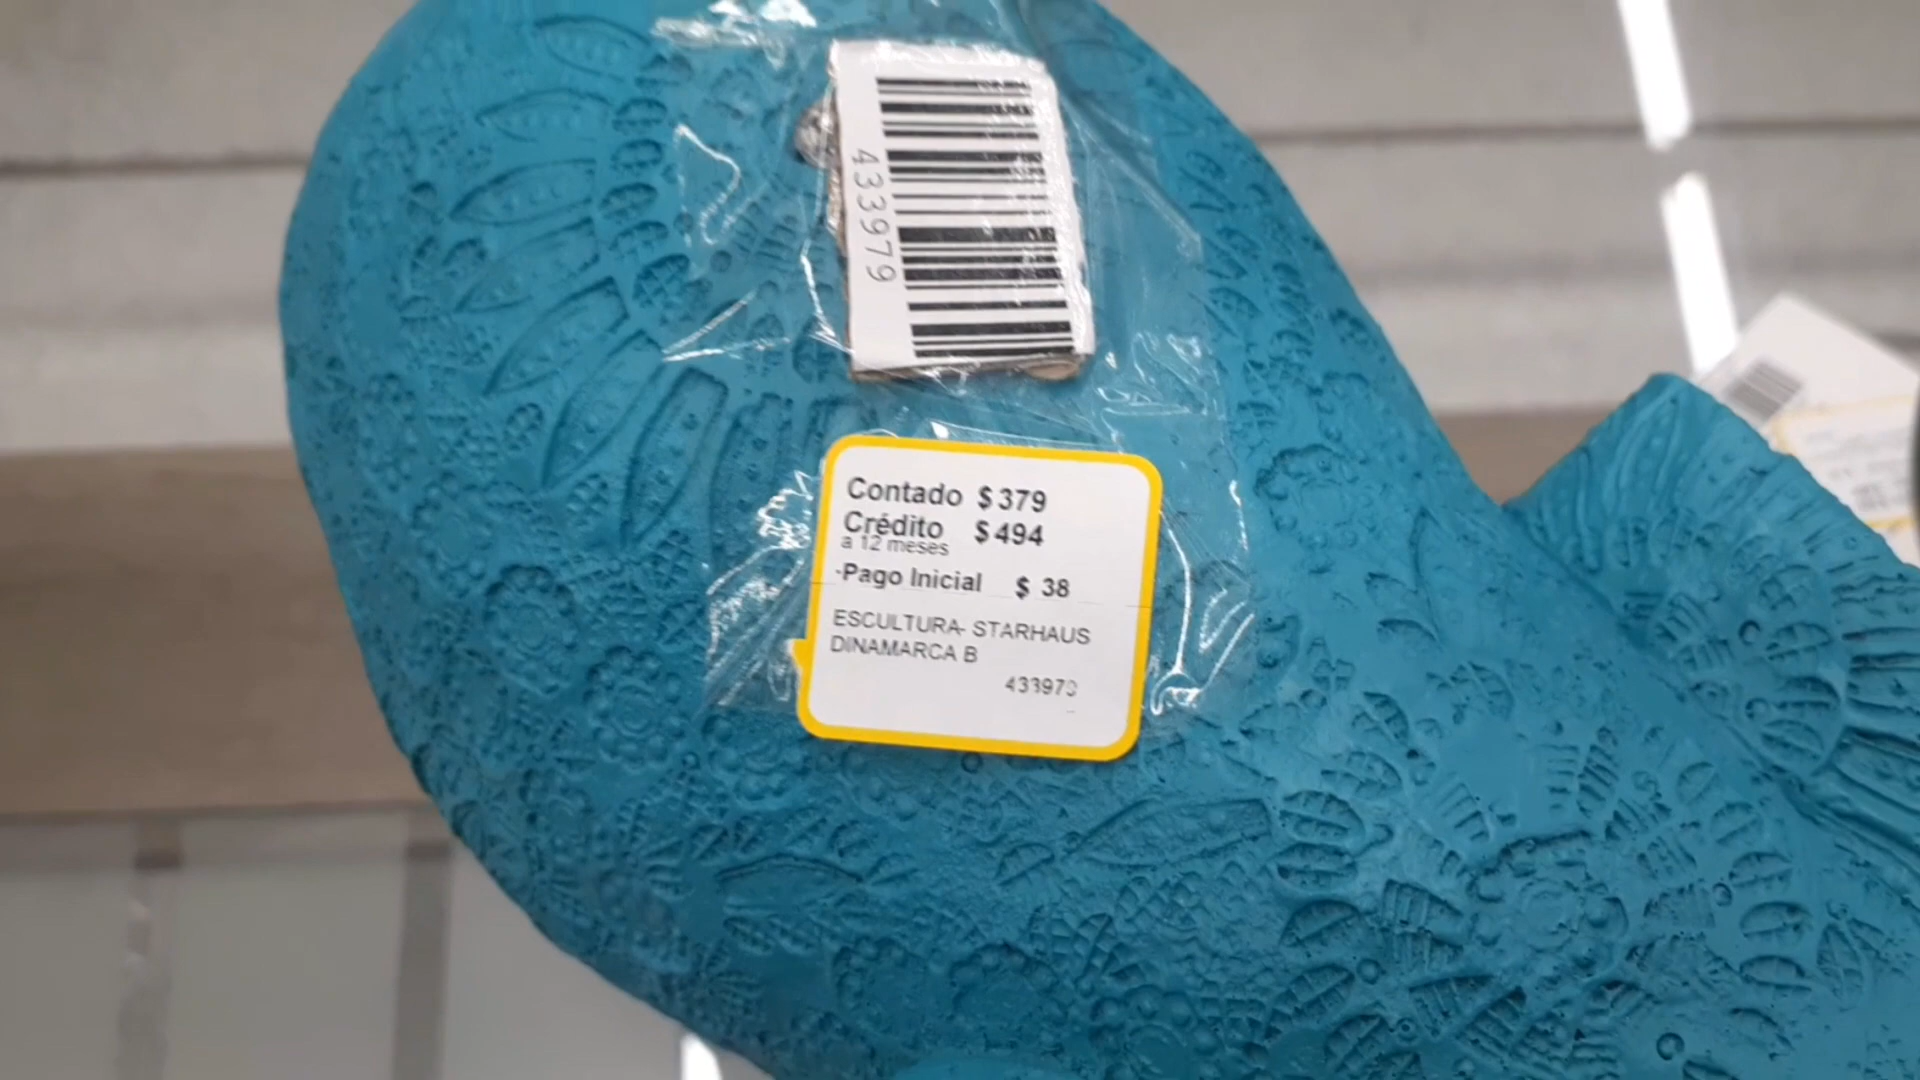 433979
Contado $379
Crédito $494
a 12 meses
-Pago Inicial $ 38
ESCULTURA- STARHAUS
DINAMARCA B
433979